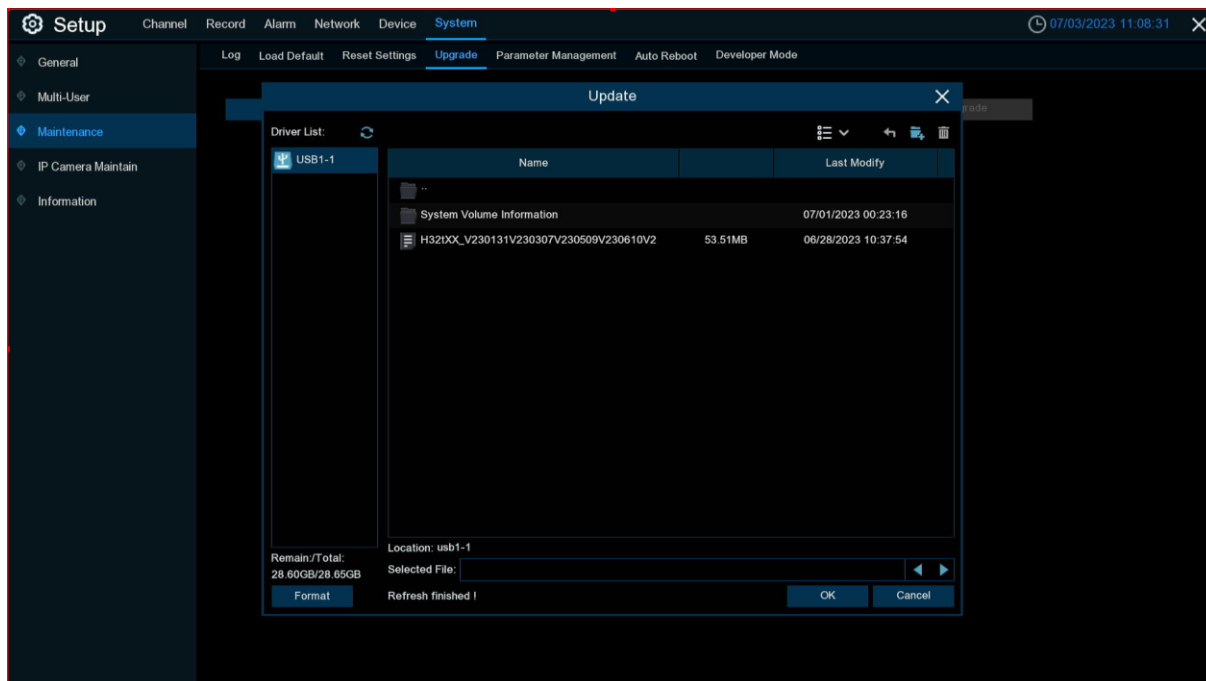 Setup Channel Record Alarm Network Device System 07/03/2023 11:08:31
General
Multi-User
Maintenance
IP Camera Maintain
Information
Log Load Default Reset Settings Upgrade Parameter Management Auto Reboot Developer Mode
Update
Driver List:
USB1-1
Name Last Modify
..
System Volume Information 07/01/2023 00:23:16
H32tXX_V230131V230307V230509V230610V2 53.51MB 06/28/2023 10:37:54
Remain:/Total:
28.60GB/28.65GB
Format
Location: usb1-1
Selected File:
Refresh finished !
OK Cancel